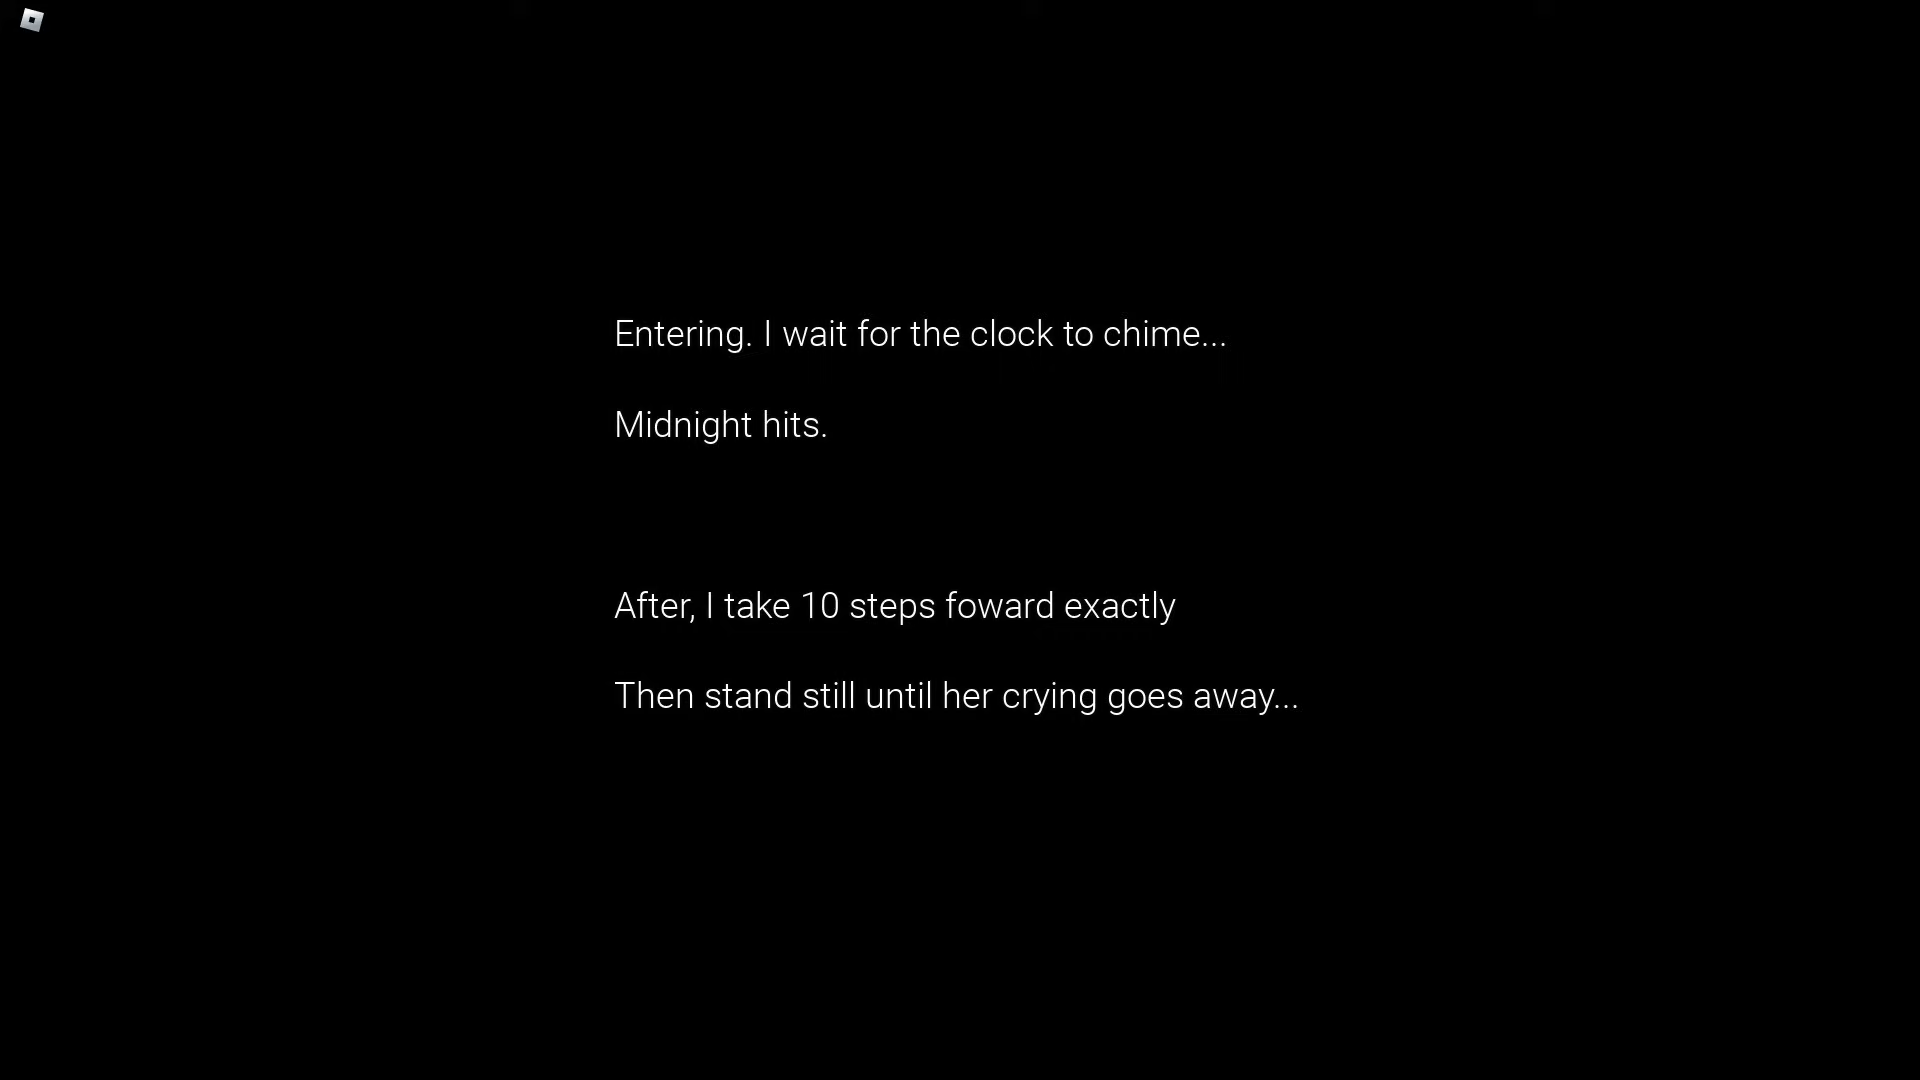 Entering. I wait for the clock to chime...
Midnight hits.
After, I take 10 steps foward exactly
Then stand still until her crying goes away...